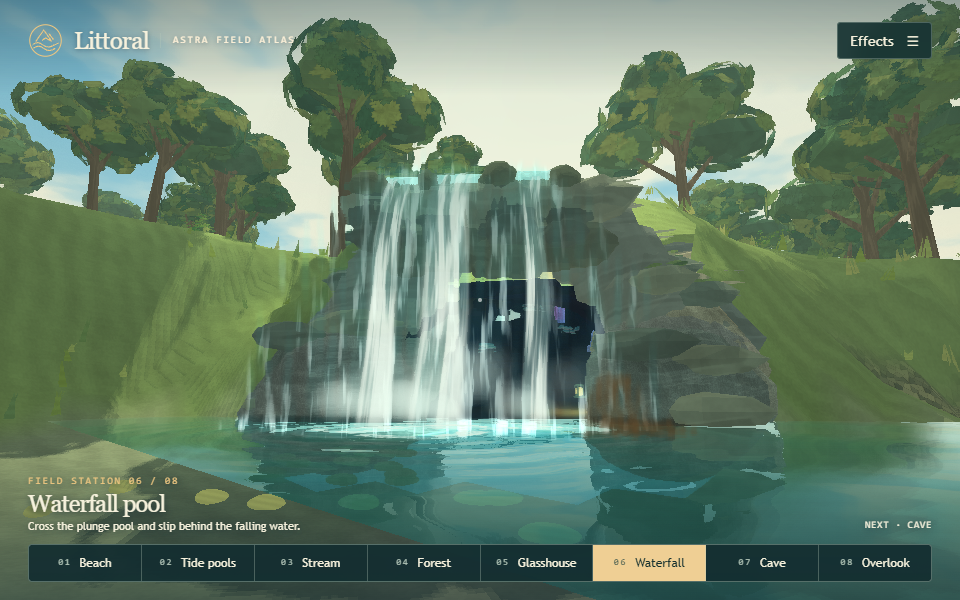 Littoral
ASTRA FIELD ATLAS
Effects
FIELD STATION 06 / 08
Waterfall pool
Cross the plunge pool and slip behind the falling water.
NEXT · CAVE
01 Beach
02 Tide pools
03 Stream
04 Forest
05 Glasshouse
06 Waterfall
07 Cave
08 Overlook